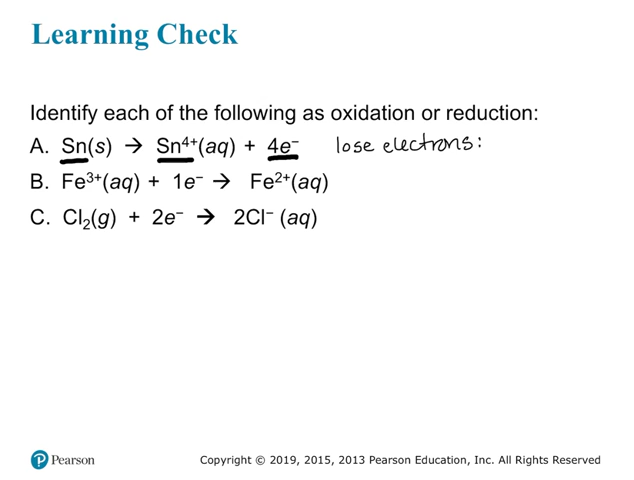 Learning Check
Identify each of the following as oxidation or reduction:
A. Sn(s) → Sn⁴⁺(aq) + 4e⁻ lose electrons:
B. Fe³⁺(aq) + 1e⁻ → Fe²⁺(aq)
C. Cl₂(g) + 2e⁻ → 2Cl⁻ (aq)
Pearson
Copyright © 2019, 2015, 2013 Pearson Education, Inc. All Rights Reserved